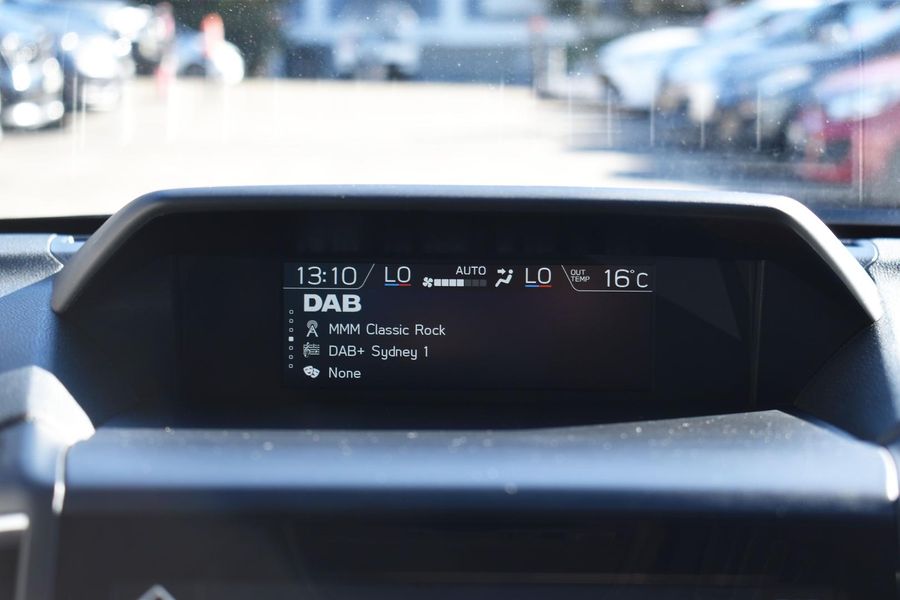 13:10 LO AUTO LO OUT TEMP 16°C
DAB
MMM Classic Rock
DAB+ Sydney 1
None